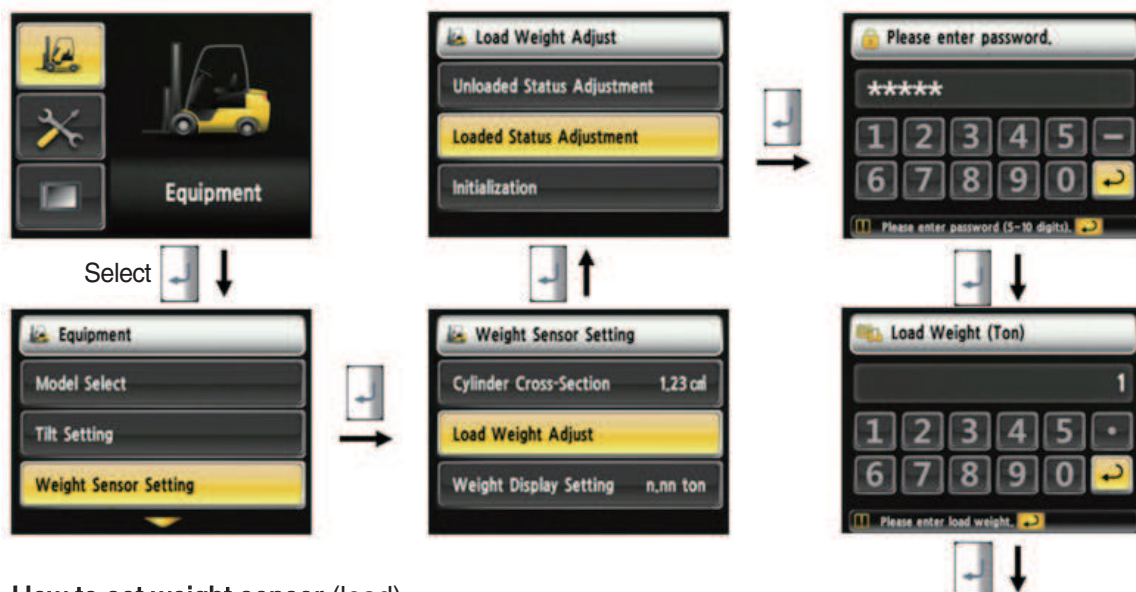 Equipment
Select
Equipment
Model Select
Tilt Setting
Weight Sensor Setting
Weight Sensor Setting
Cylinder Cross-Section 1,23 ㎠
Load Weight Adjust
Weight Display Setting n,nn ton
Load Weight Adjust
Unloaded Status Adjustment
Loaded Status Adjustment
Initialization
Please enter password.
*****
1 2 3 4 5 −
6 7 8 9 0
Please enter password (5-10 digits).
Load Weight (Ton)
1
1 2 3 4 5 ·
6 7 8 9 0
Please enter load weight.
How to set weight sensor (load)